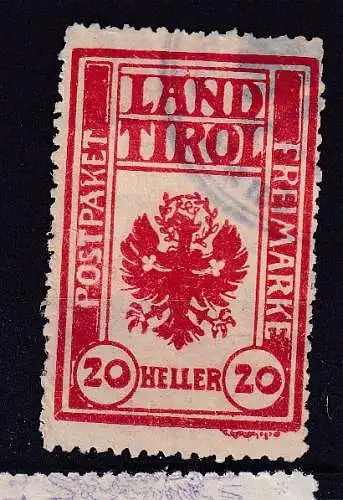 LAND
TIROL
POSTPAKET
FREIMARKE
20 HELLER 20